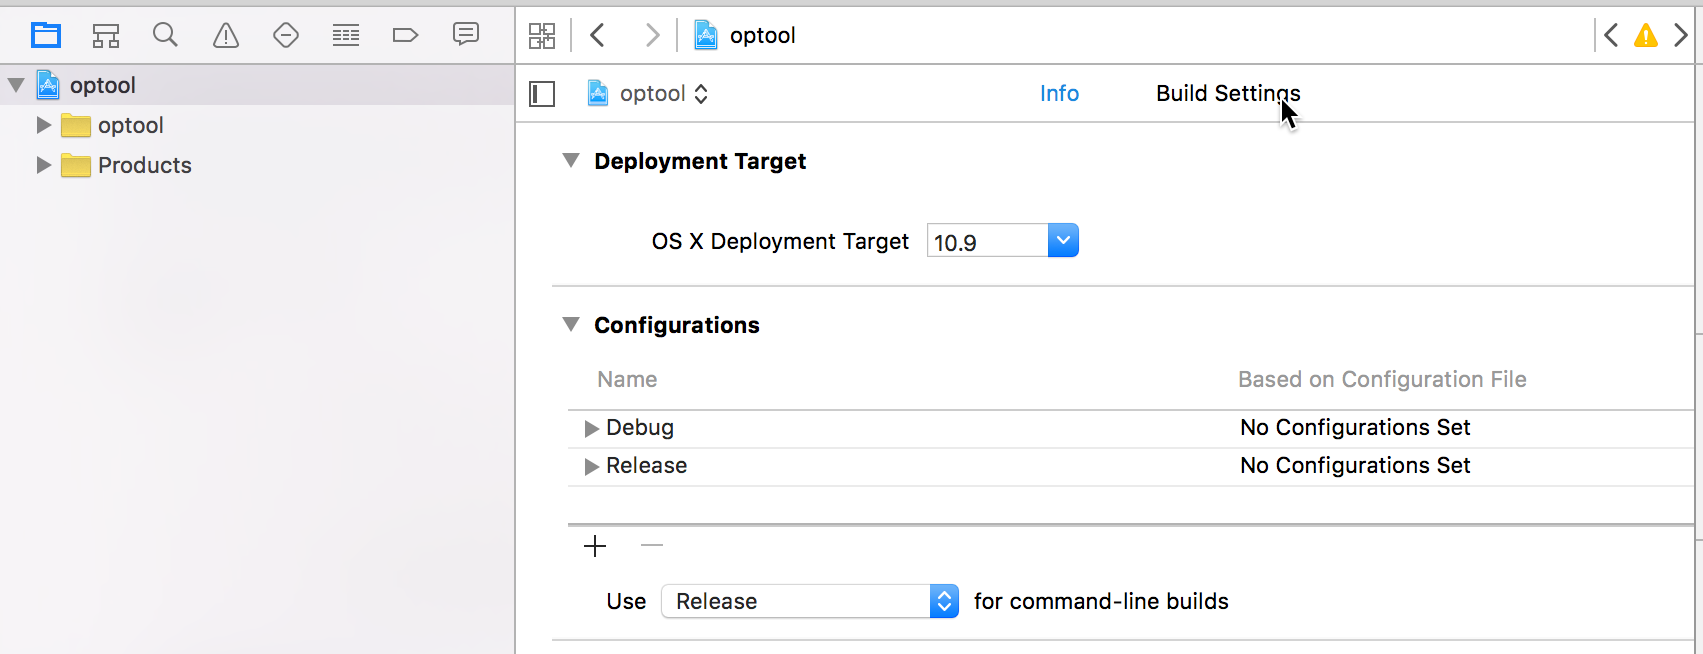 optool
optool
optool
Products
optool
Info
Build Settings
Deployment Target
OS X Deployment Target 10.9
Configurations
Name Based on Configuration File
Debug No Configurations Set
Release No Configurations Set
Use Release for command-line builds